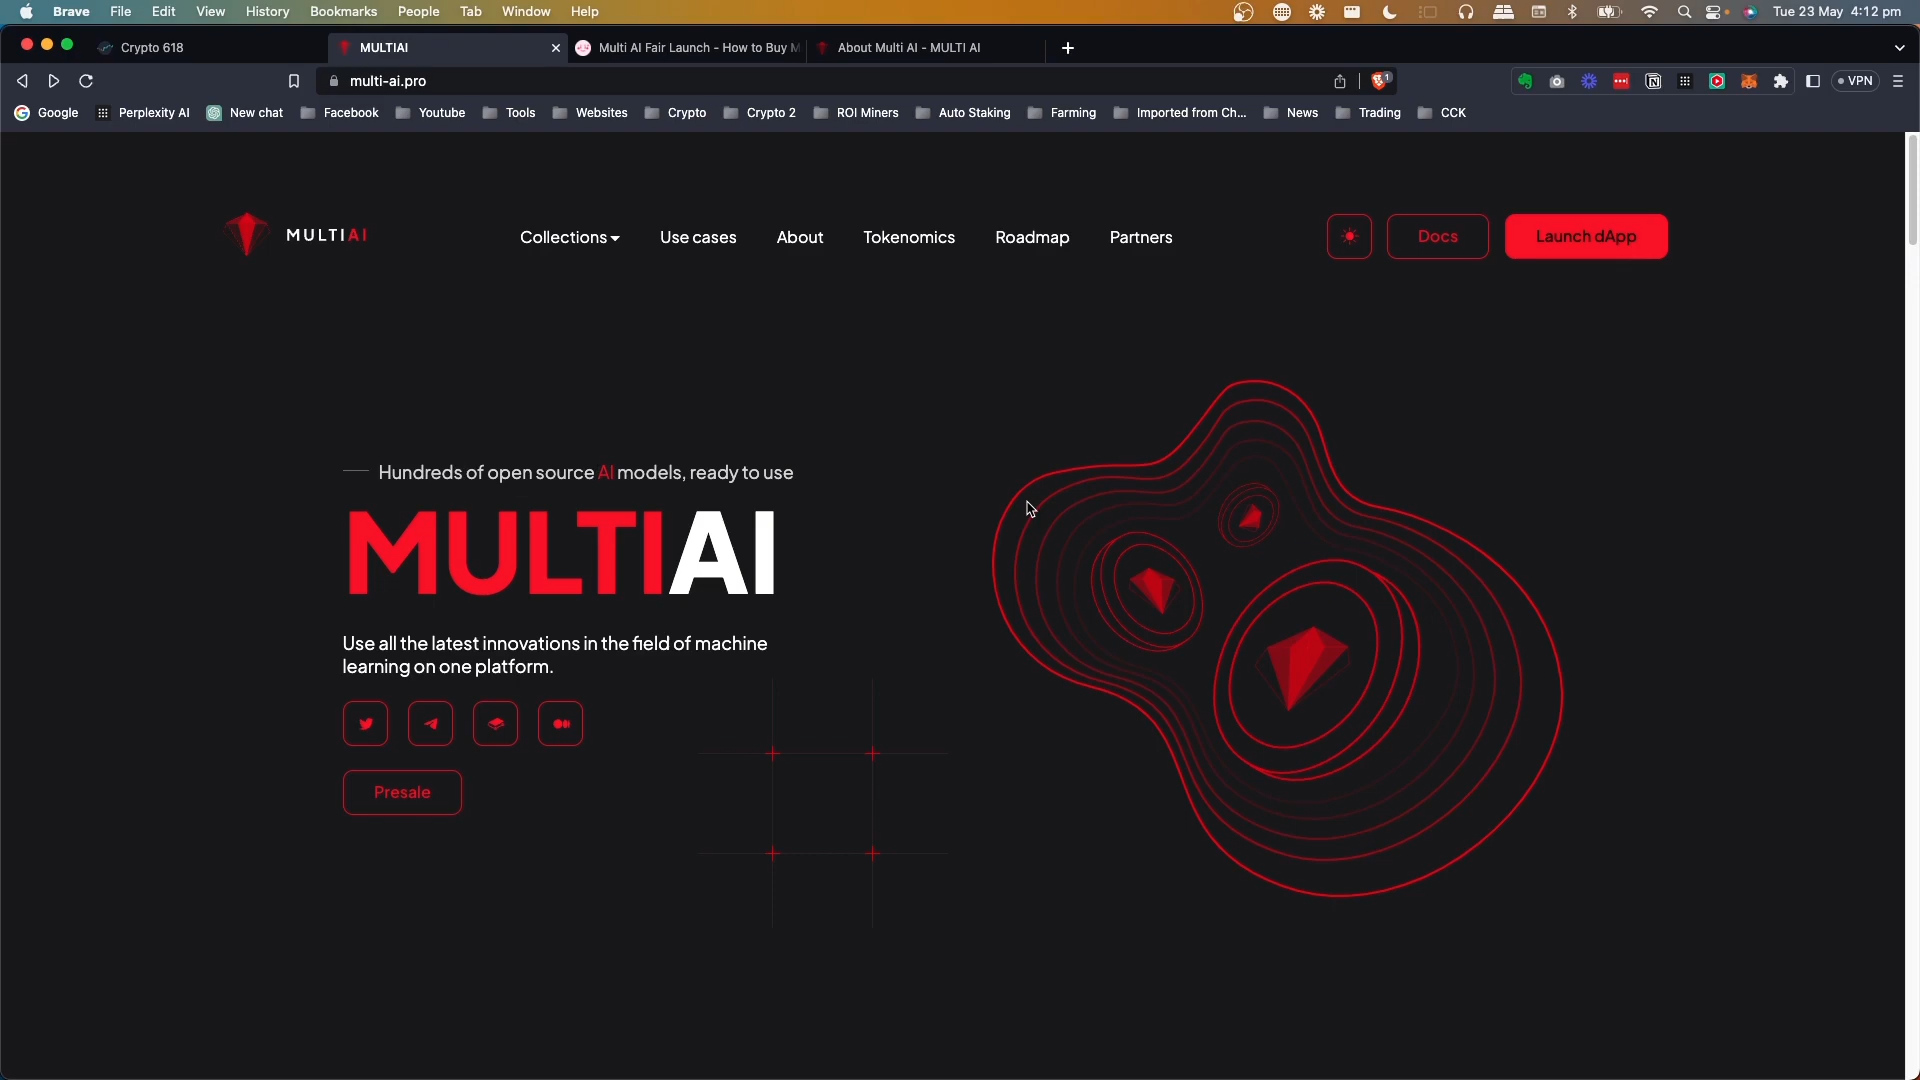 Brave File Edit View History Bookmarks People Tab Window Help Tue 23 May 4:12 pm
Crypto 618 MULTIAI Multi AI Fair Launch - How to Buy M About Multi AI - MULTI AI
multi-ai.pro 1 VPN
Google Perplexity AI New chat Facebook Youtube Tools Websites Crypto Crypto 2 ROI Miners Auto Staking Farming Imported from Ch... News Trading CCK
MULTIAI Collections Use cases About Tokenomics Roadmap Partners Docs Launch dApp
Hundreds of open source AI models, ready to use
MULTIAI
Use all the latest innovations in the field of machine
learning on one platform.
Presale